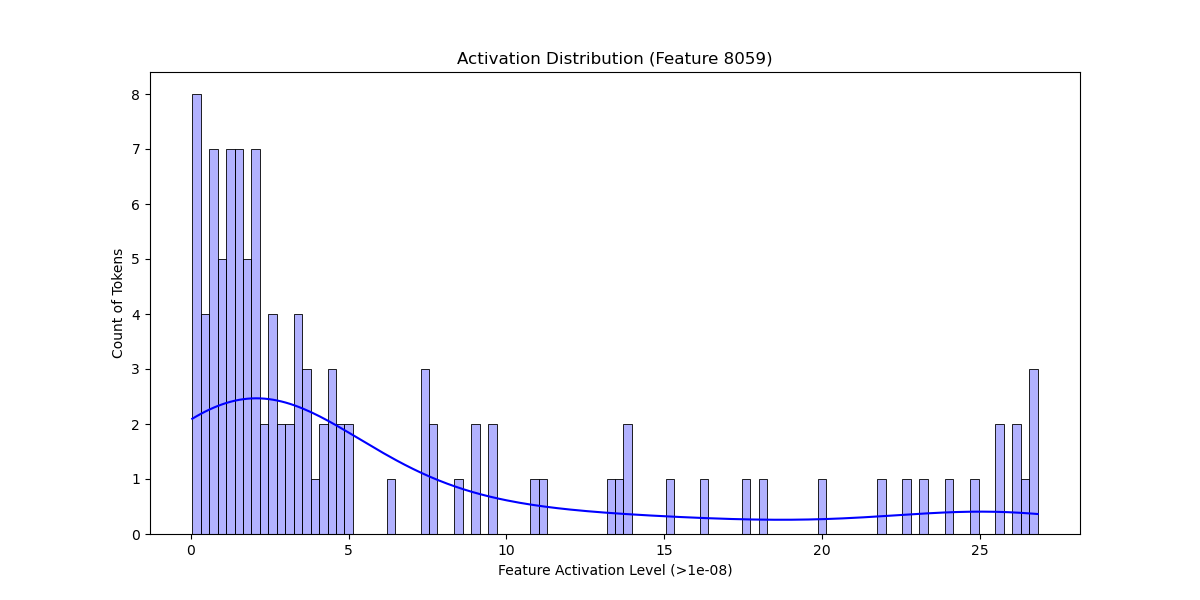 Activation Distribution (Feature 8059)
8
7
6
5
4
3
2
1
0
Count of Tokens
0 5 10 15 20 25
Feature Activation Level (>1e-08)